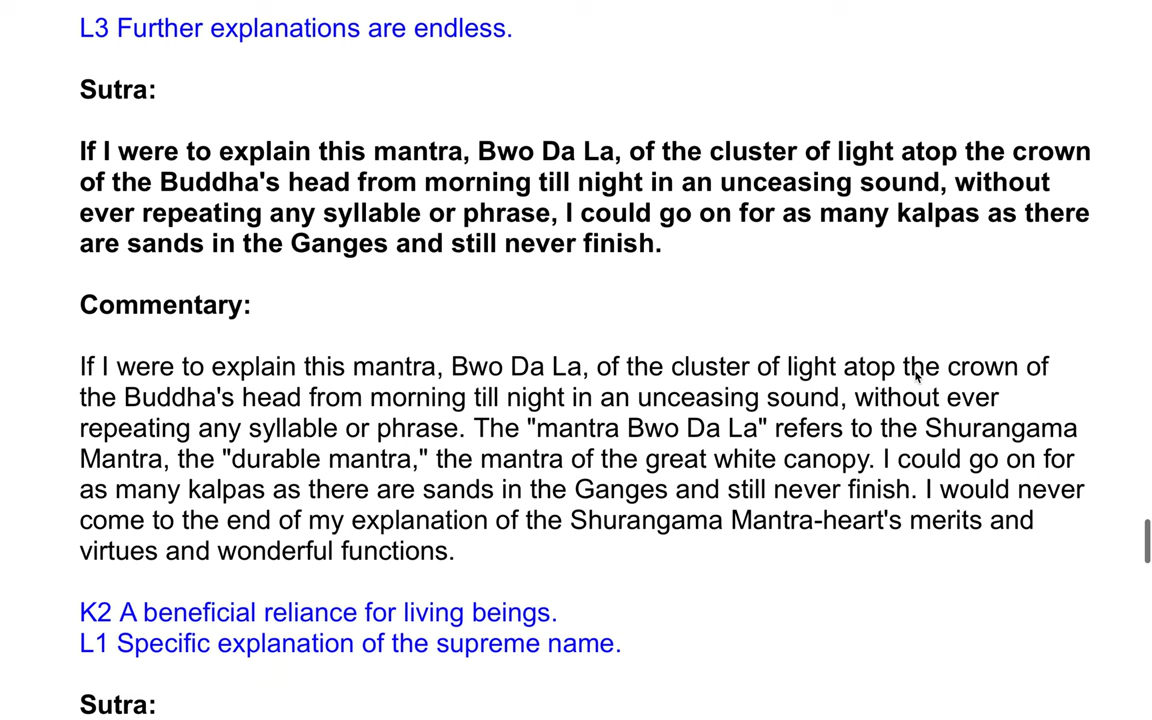 L3 Further explanations are endless.
Sutra:
If I were to explain this mantra, Bwo Da La, of the cluster of light atop the crown
of the Buddha's head from morning till night in an unceasing sound, without
ever repeating any syllable or phrase, I could go on for as many kalpas as there
are sands in the Ganges and still never finish.
Commentary:
If I were to explain this mantra, Bwo Da La, of the cluster of light atop the crown of
the Buddha's head from morning till night in an unceasing sound, without ever
repeating any syllable or phrase. The "mantra Bwo Da La" refers to the Shurangama
Mantra, the "durable mantra," the mantra of the great white canopy. I could go on for
as many kalpas as there are sands in the Ganges and still never finish. I would never
come to the end of my explanation of the Shurangama Mantra-heart's merits and
virtues and wonderful functions.
K2 A beneficial reliance for living beings.
L1 Specific explanation of the supreme name.
Sutra: